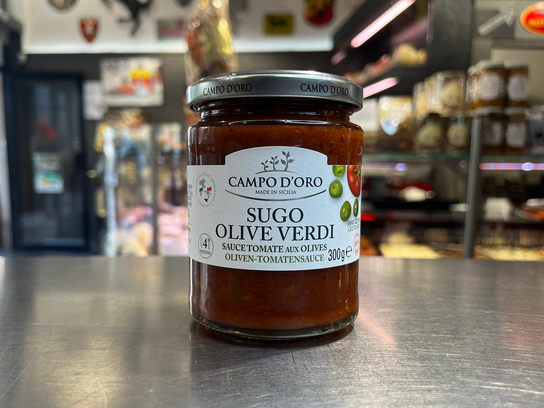 CAMPO D'ORO CAMPO D'ORO
CAMPO D'ORO
MADE IN SICILIA
SUGO
OLIVE VERDI
SAUCE TOMATE AUX OLIVES
OLIVEN-TOMATENSAUCE
300g e
4